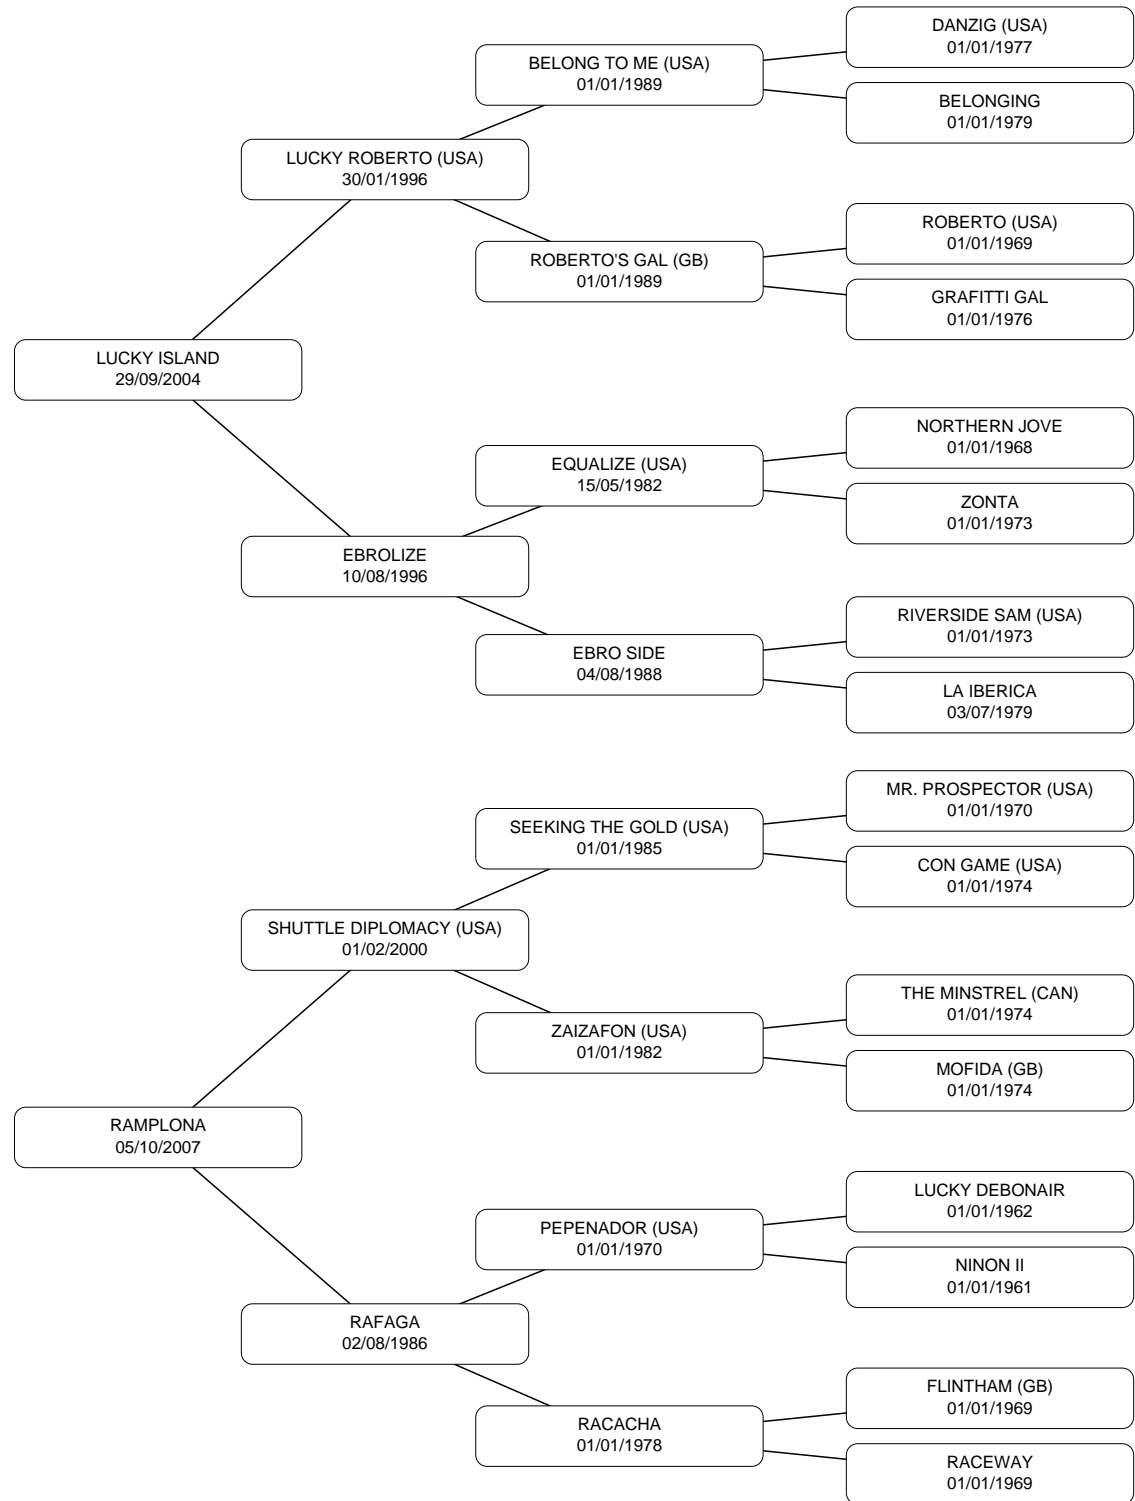 DANZIG (USA)
01/01/1977
BELONG TO ME (USA)
01/01/1989
BELONGING
01/01/1979
LUCKY ROBERTO (USA)
30/01/1996
ROBERTO (USA)
01/01/1969
ROBERTO'S GAL (GB)
01/01/1989
GRAFITTI GAL
01/01/1976
LUCKY ISLAND
29/09/2004
NORTHERN JOVE
01/01/1968
EQUALIZE (USA)
15/05/1982
ZONTA
01/01/1973
EBROLIZE
10/08/1996
RIVERSIDE SAM (USA)
01/01/1973
EBRO SIDE
04/08/1988
LA IBERICA
03/07/1979
MR. PROSPECTOR (USA)
01/01/1970
SEEKING THE GOLD (USA)
01/01/1985
CON GAME (USA)
01/01/1974
SHUTTLE DIPLOMACY (USA)
01/02/2000
THE MINSTREL (CAN)
01/01/1974
ZAIZAFON (USA)
01/01/1982
MOFIDA (GB)
01/01/1974
RAMPLONA
05/10/2007
LUCKY DEBONAIR
01/01/1962
PEPENADOR (USA)
01/01/1970
NINON II
01/01/1961
RAFAGA
02/08/1986
FLINTHAM (GB)
01/01/1969
RACACHA
01/01/1978
RACEWAY
01/01/1969